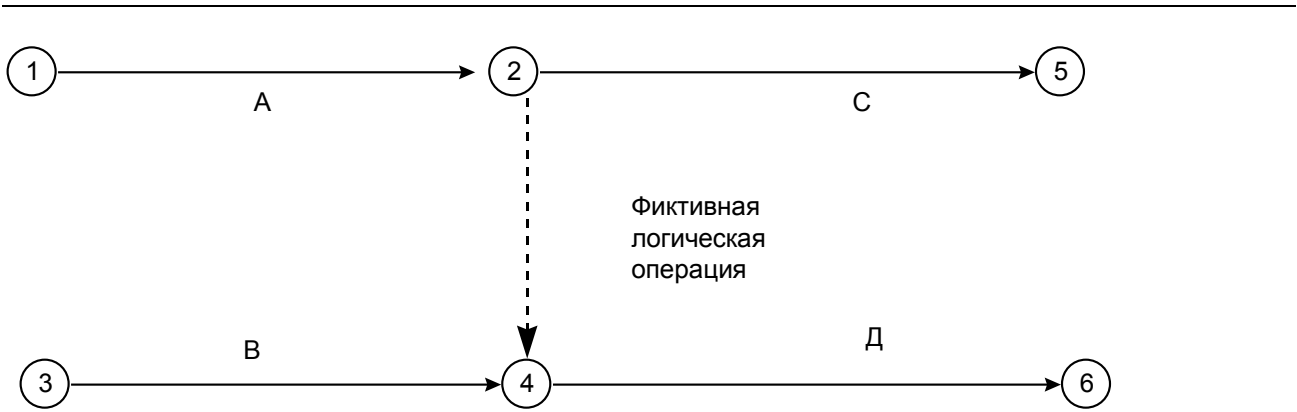 1
2
5
А
С
Фиктивная
логическая
операция
В
Д
3
4
6